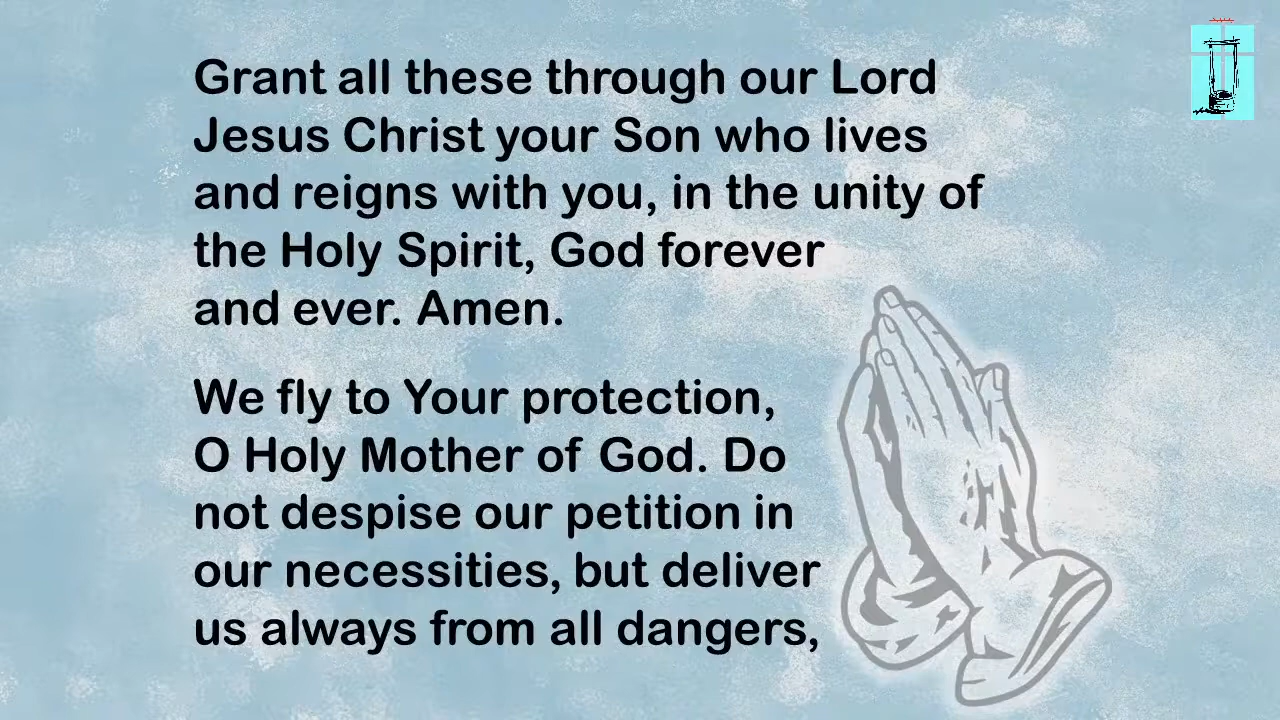 Grant all these through our Lord
Jesus Christ your Son who lives
and reigns with you, in the unity of
the Holy Spirit, God forever
and ever. Amen.
We fly to Your protection,
O Holy Mother of God. Do
not despise our petition in
our necessities, but deliver
us always from all dangers,